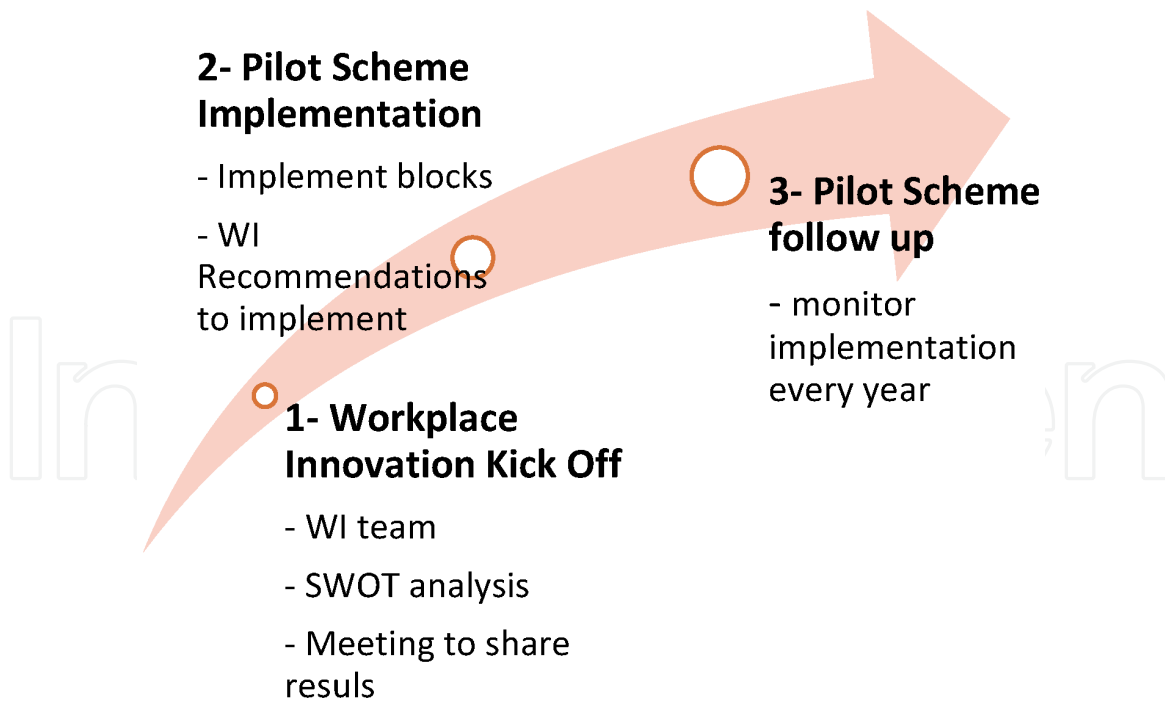 2- Pilot Scheme
Implementation
- Implement blocks
- WI
Recommendations
to implement
3- Pilot Scheme
follow up
- monitor
implementation
every year
1- Workplace
Innovation Kick Off
- WI team
- SWOT analysis
- Meeting to share
resuls